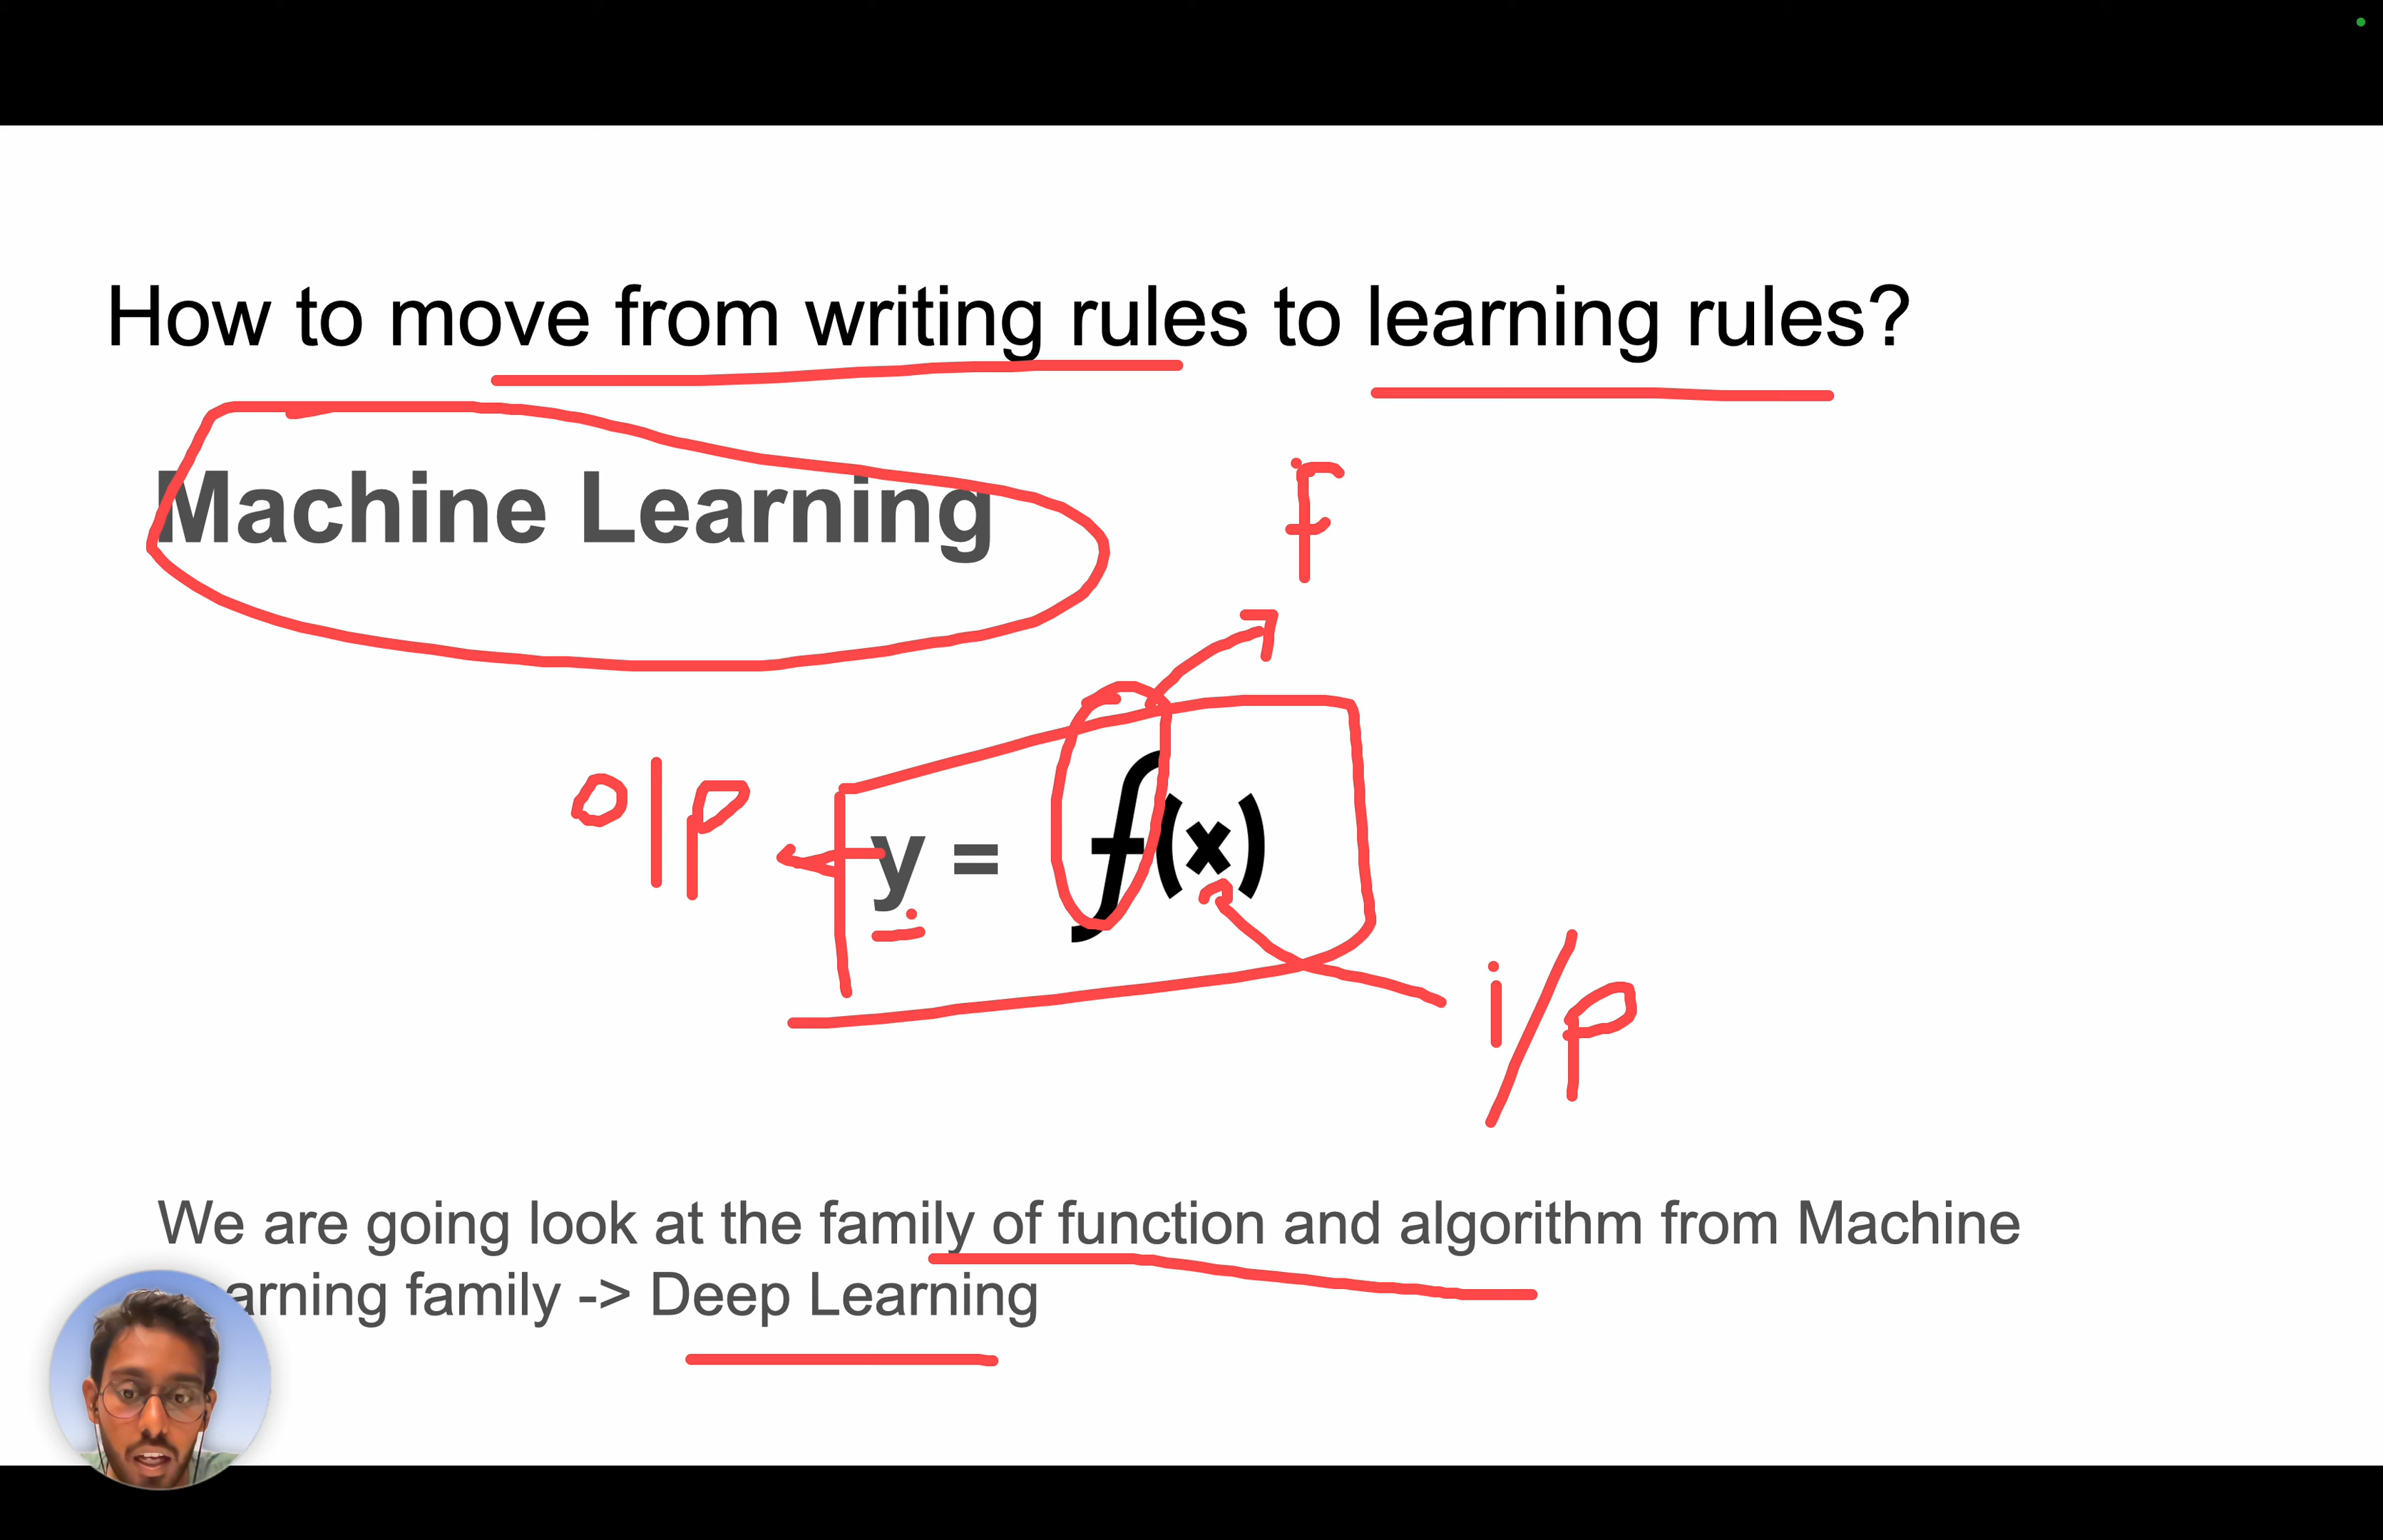 How to move from writing rules to learning rules?
Machine Learning
f
o|p
y = f(x)
i/p
We are going look at the family of function and algorithm from Machine
arning family -> Deep Learning